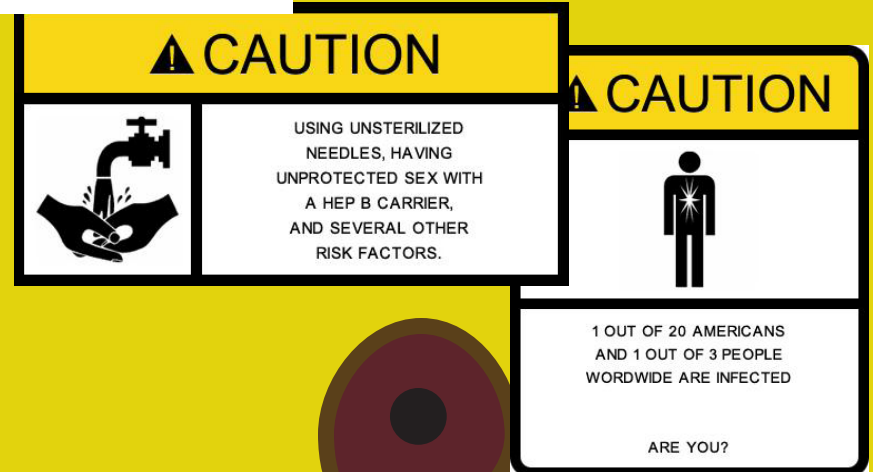 CAUTION
USING UNSTERILIZED
NEEDLES, HAVING
UNPROTECTED SEX WITH
A HEP B CARRIER,
AND SEVERAL OTHER
RISK FACTORS.
CAUTION
1 OUT OF 20 AMERICANS
AND 1 OUT OF 3 PEOPLE
WORDWIDE ARE INFECTED
ARE YOU?